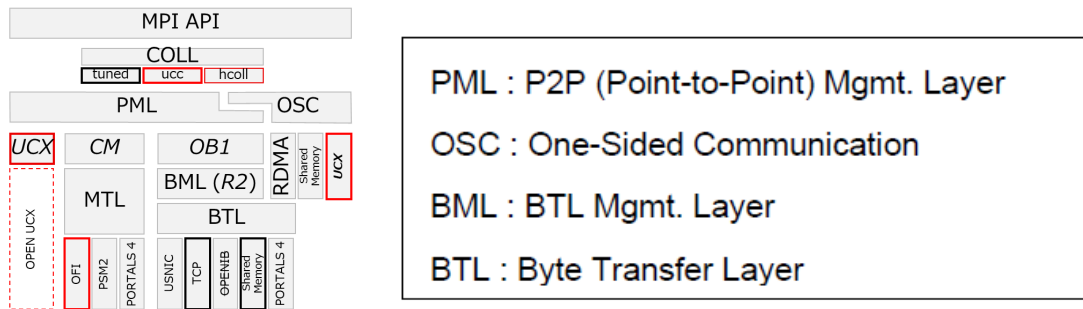 MPI API
COLL
tuned ucc hcoll
PML OSC
UCX CM OB1 RDMA Shared Memory UCX
MTL BML (R2)
BTL
OPEN UCX OFI PSM2 PORTALS 4 USNIC TCP OPENIB Shared Memory PORTALS 4
PML : P2P (Point-to-Point) Mgmt. Layer
OSC : One-Sided Communication
BML : BTL Mgmt. Layer
BTL : Byte Transfer Layer